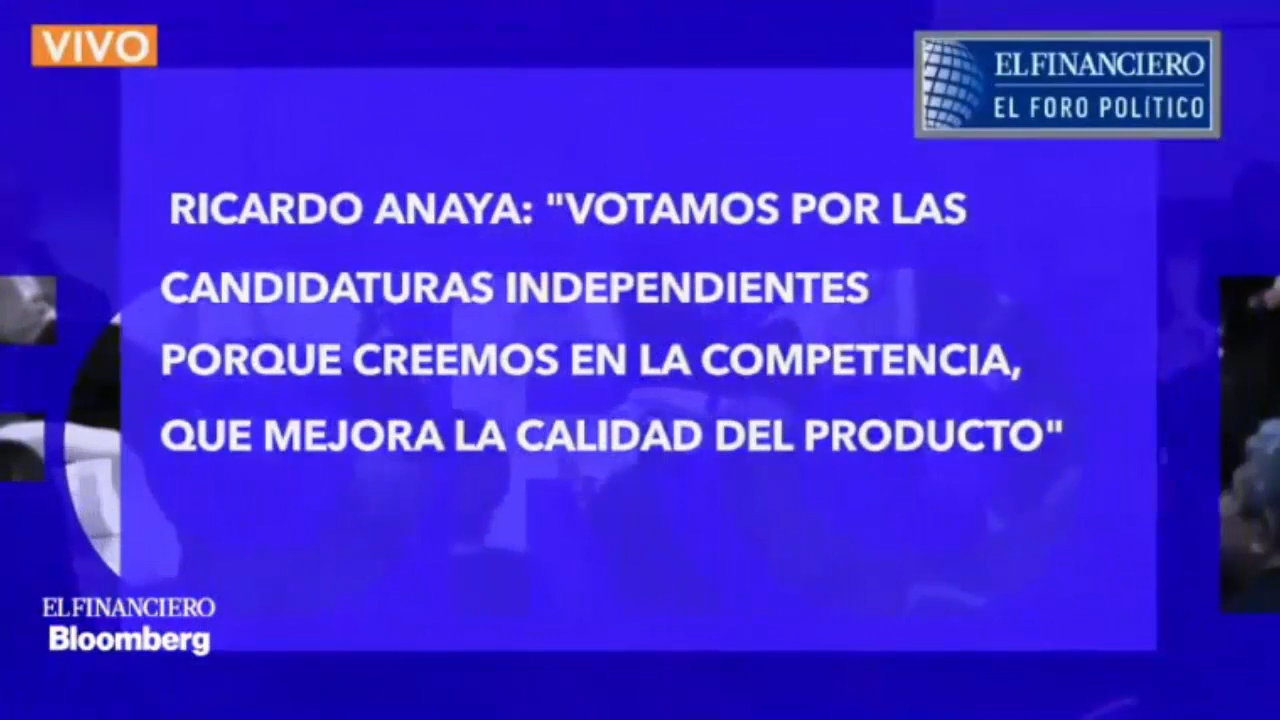 VIVO
ELFINANCIERO
EL FORO POLÍTICO
RICARDO ANAYA: "VOTAMOS POR LAS
CANDIDATURAS INDEPENDIENTES
PORQUE CREEMOS EN LA COMPETENCIA,
QUE MEJORA LA CALIDAD DEL PRODUCTO"
ELFINANCIERO
Bloomberg